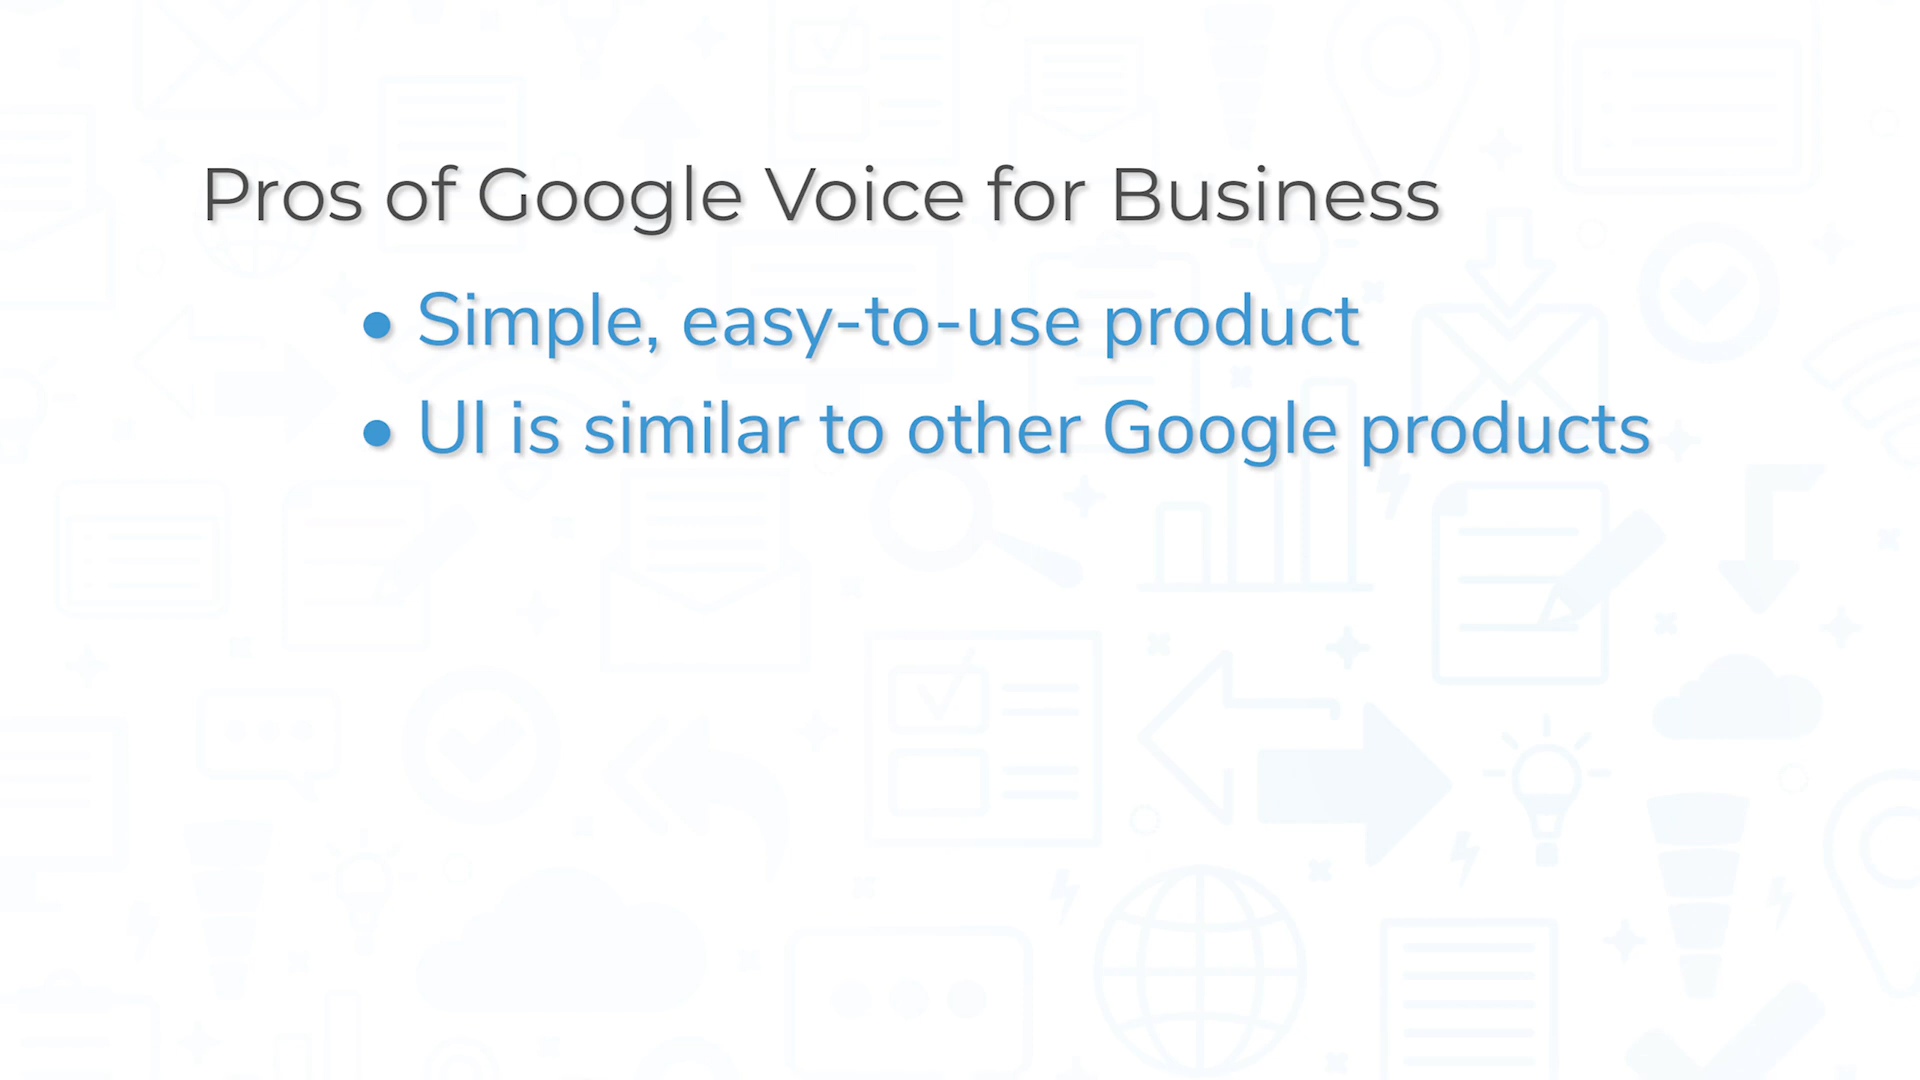 Pros of Google Voice for Business
• Simple, easy-to-use product
• UI is similar to other Google products